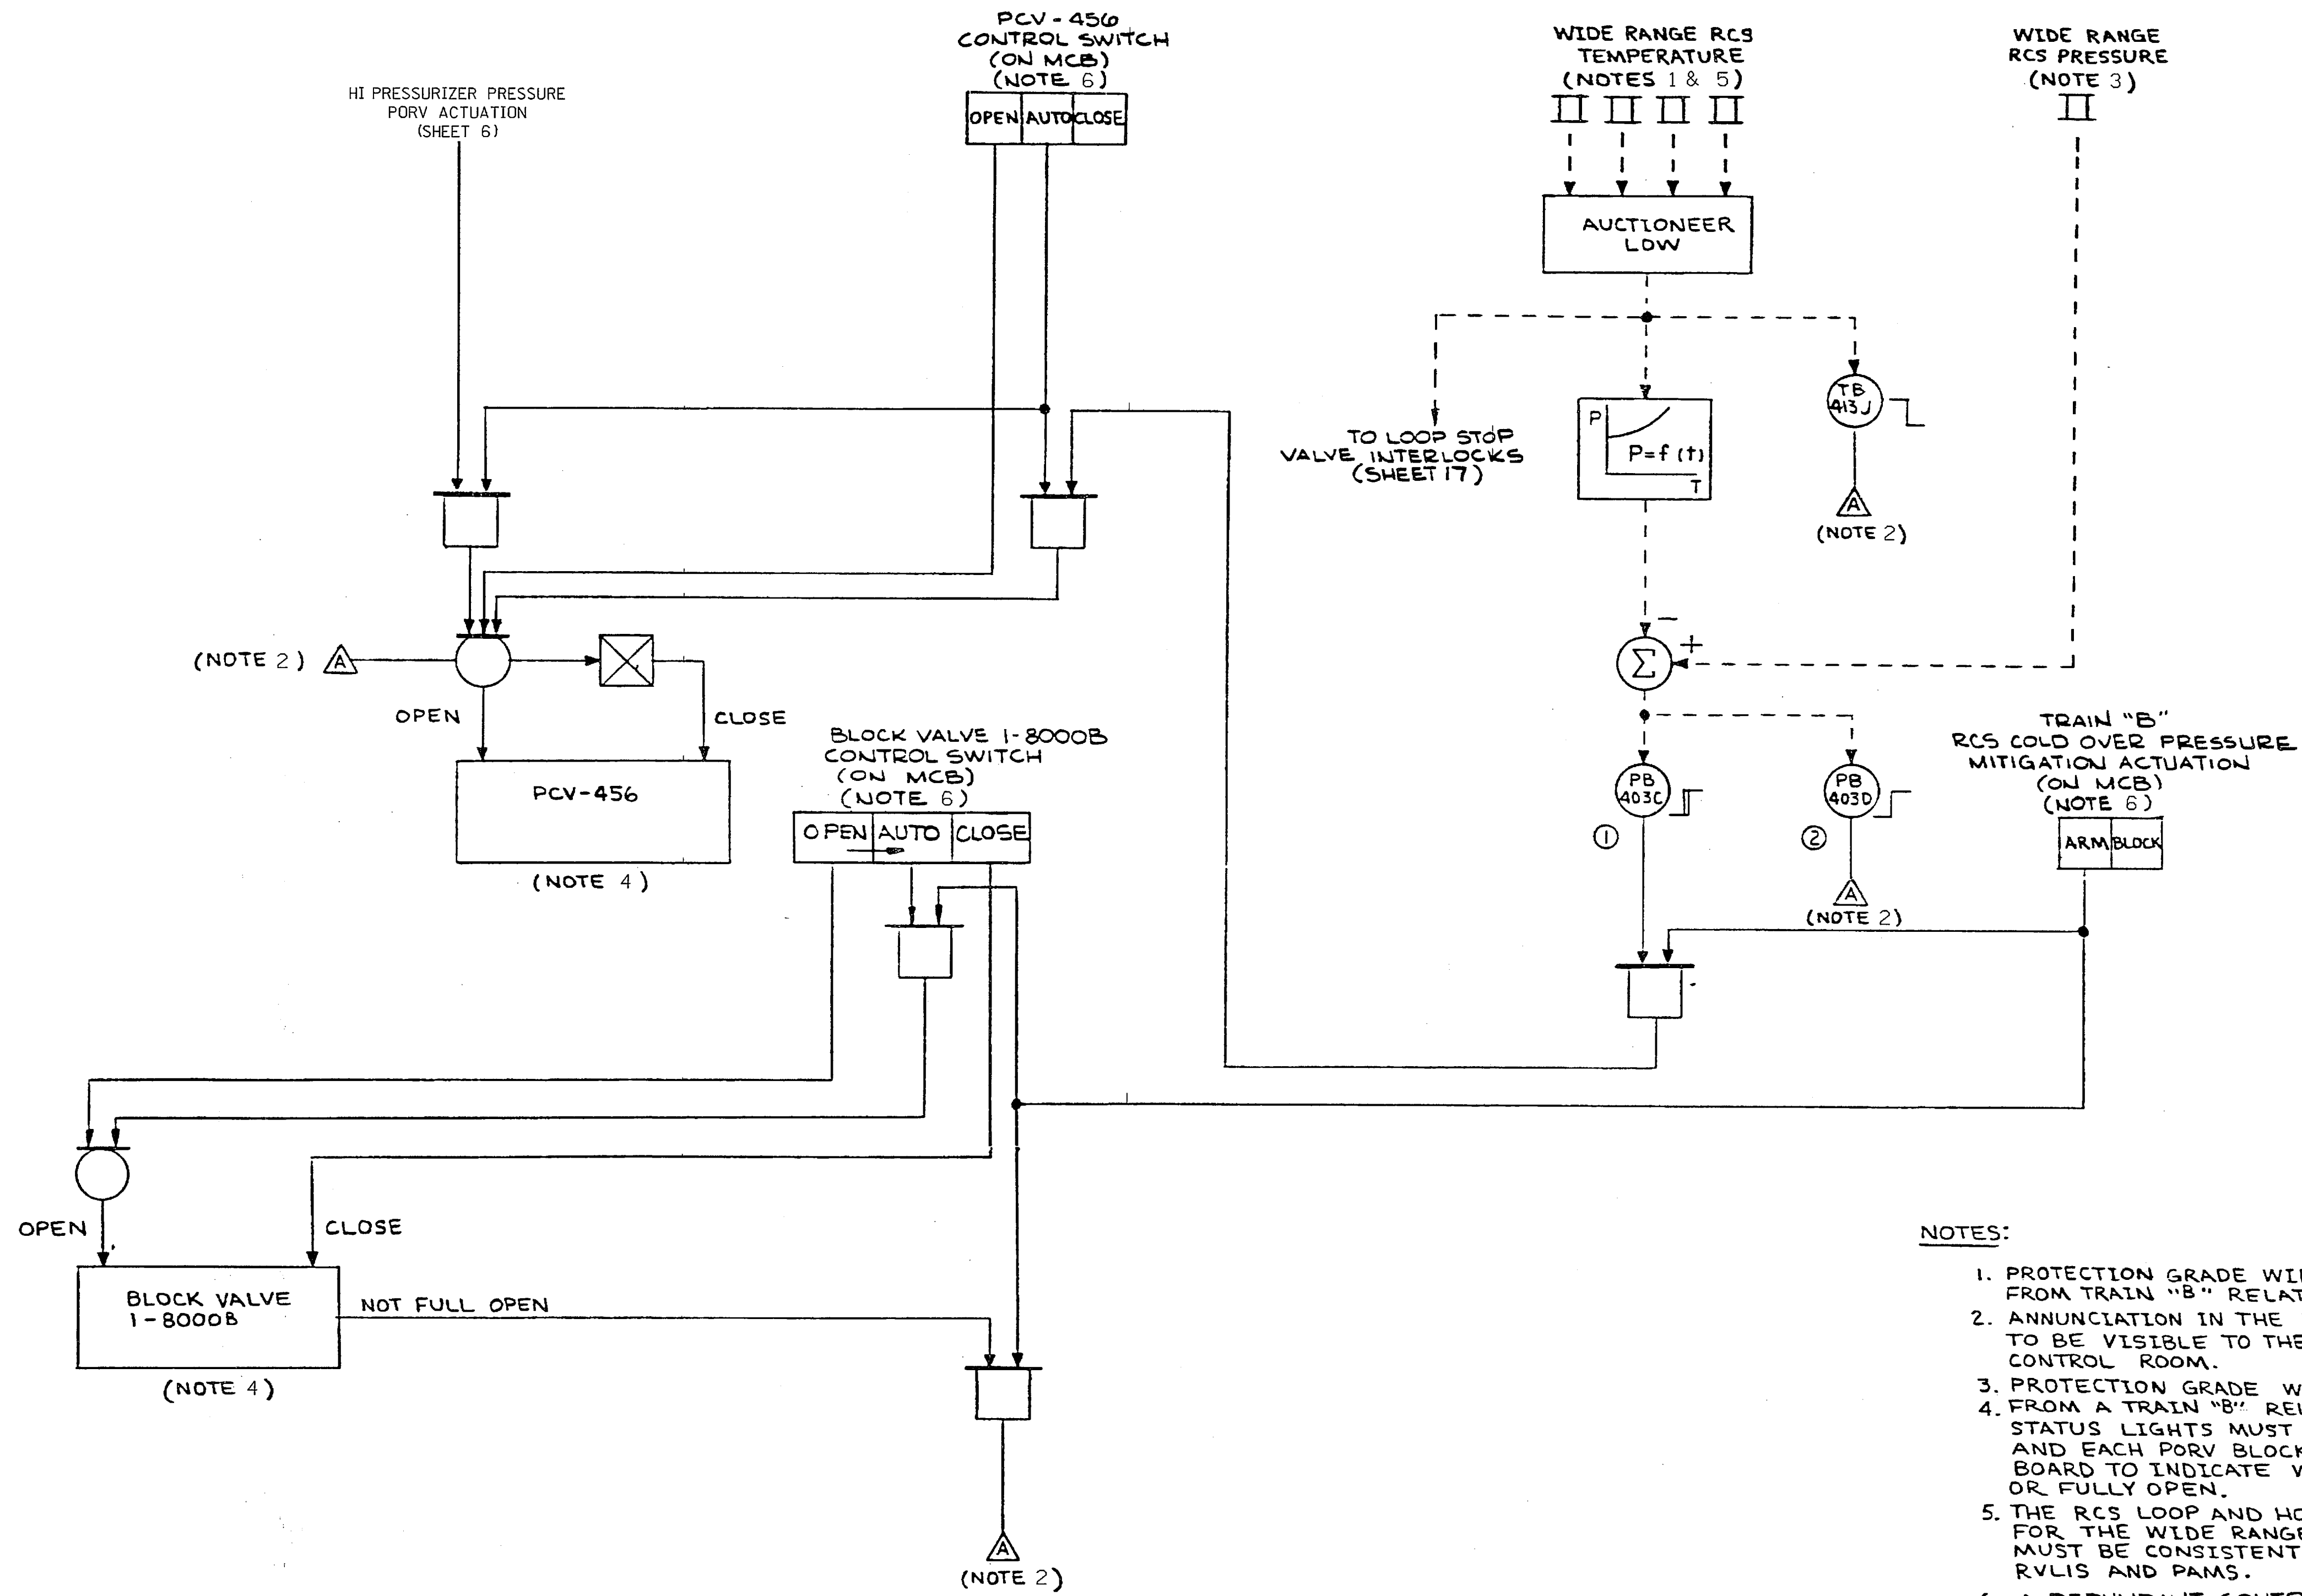 PCV-456
CONTROL SWITCH
(ON MCB)
(NOTE 6)
OPEN AUTO CLOSE
HI PRESSURIZER PRESSURE
PORV ACTUATION
(SHEET 6)
WIDE RANGE RCS
TEMPERATURE
(NOTES 1 & 5)
WIDE RANGE
RCS PRESSURE
(NOTE 3)
AUCTIONEER
LOW
TO LOOP STOP
VALVE INTERLOCKS
(SHEET 17)
P
P=f(t)
T
TB
413J
A
(NOTE 2)
-
+
Σ
(NOTE 2) A
OPEN
CLOSE
PCV-456
(NOTE 4)
BLOCK VALVE 1-8000B
CONTROL SWITCH
(ON MCB)
(NOTE 6)
OPEN AUTO CLOSE
PB
403C
1
PB
403D
2
A
(NOTE 2)
TRAIN "B"
RCS COLD OVER PRESSURE
MITIGATION ACTUATION
(ON MCB)
(NOTE 6)
ARM BLOCK
OPEN
CLOSE
BLOCK VALVE
1-8000B
NOT FULL OPEN
(NOTE 4)
A
(NOTE 2)
NOTES:
1. PROTECTION GRADE
FROM TRAIN "B"
2. ANNUNCIATION IN THE
TO BE VISIBLE TO THE
CONTROL ROOM.
3. PROTECTION GRADE
4. FROM A TRAIN "B"
STATUS LIGHTS MUST
AND EACH PORV BLOCK
BOARD TO INDICATE
OR FULLY OPEN.
5. THE RCS LOOP AND
FOR THE WIDE RANGE
MUST BE CONSISTENT
RVLIS AND PAMS.